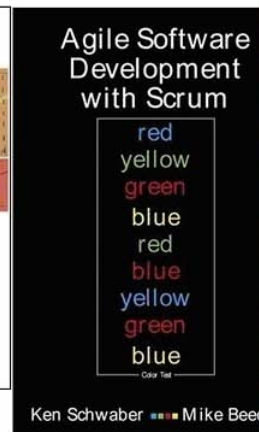 Agile Software
Development
with Scrum
red
yellow
green
blue
red
blue
yellow
green
blue
Color Test
Ken Schwaber Mike Beed